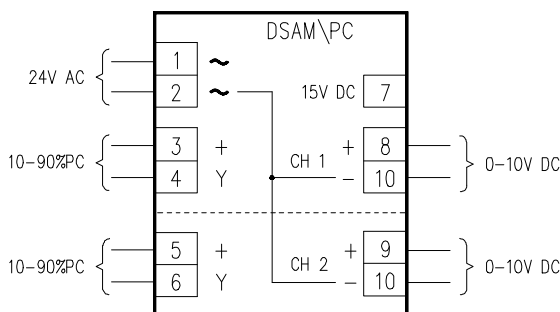 DSAM\PC
24V AC
1 ~
2 ~
15V DC 7
10-90%PC
3 +
4 Y
CH 1
+ 8
- 10
0-10V DC
10-90%PC
5 +
6 Y
CH 2
+ 9
- 10
0-10V DC